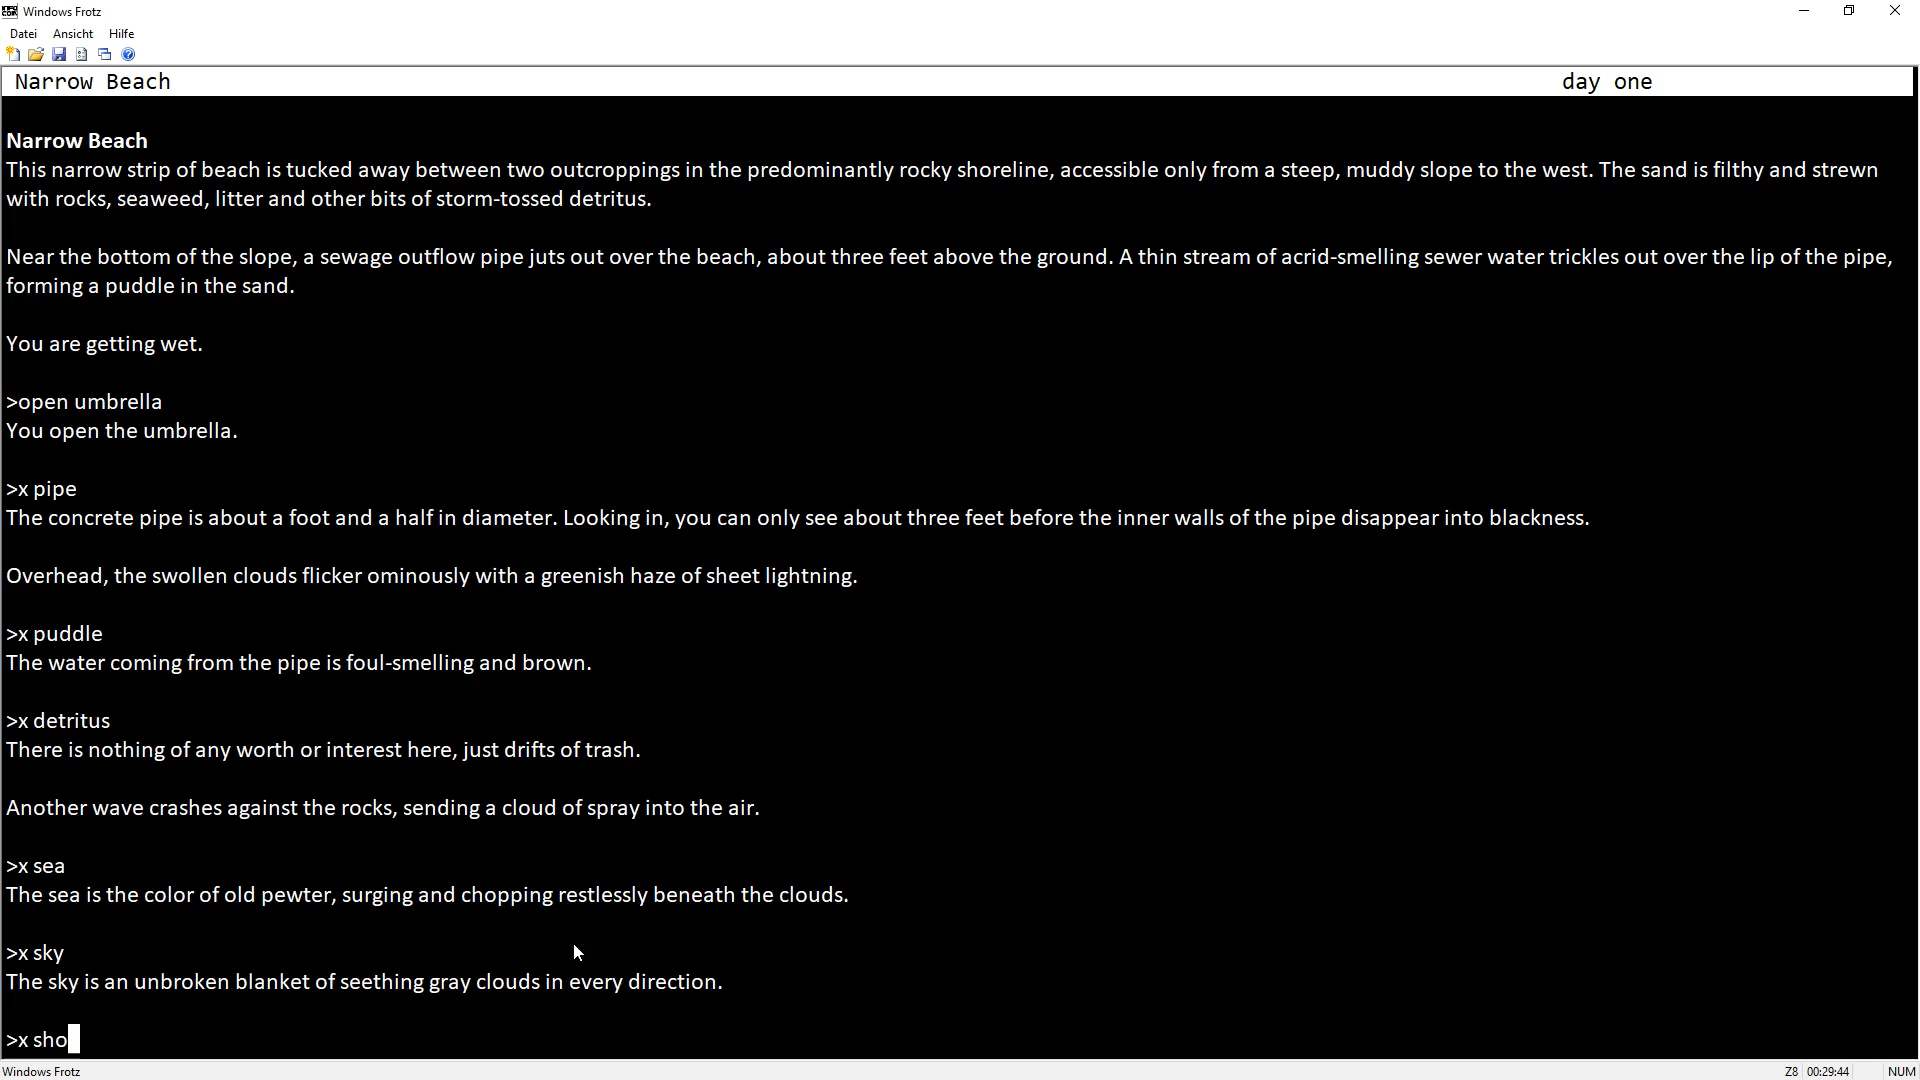 Windows Frotz
Datei Ansicht Hilfe
Narrow Beach day one
Narrow Beach
This narrow strip of beach is tucked away between two outcroppings in the predominantly rocky shoreline, accessible only from a steep, muddy slope to the west. The sand is filthy and strewn
with rocks, seaweed, litter and other bits of storm-tossed detritus.
Near the bottom of the slope, a sewage outflow pipe juts out over the beach, about three feet above the ground. A thin stream of acrid-smelling sewer water trickles out over the lip of the pipe,
forming a puddle in the sand.
You are getting wet.
>open umbrella
You open the umbrella.
>x pipe
The concrete pipe is about a foot and a half in diameter. Looking in, you can only see about three feet before the inner walls of the pipe disappear into blackness.
Overhead, the swollen clouds flicker ominously with a greenish haze of sheet lightning.
>x puddle
The water coming from the pipe is foul-smelling and brown.
>x detritus
There is nothing of any worth or interest here, just drifts of trash.
Another wave crashes against the rocks, sending a cloud of spray into the air.
>x sea
The sea is the color of old pewter, surging and chopping restlessly beneath the clouds.
>x sky
The sky is an unbroken blanket of seething gray clouds in every direction.
>x sho
Windows Frotz Z8 00:29:44 NUM